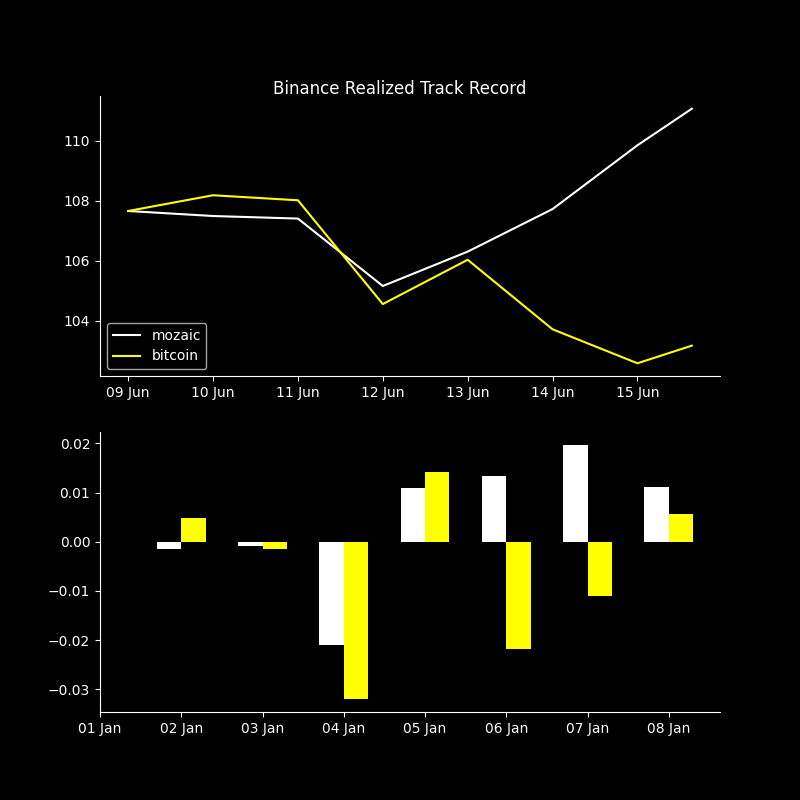 Binance Realized Track Record
110
108
106
104
mozaic
bitcoin
09 Jun 10 Jun 11 Jun 12 Jun 13 Jun 14 Jun 15 Jun
0.02
0.01
0.00
−0.01
−0.02
−0.03
01 Jan 02 Jan 03 Jan 04 Jan 05 Jan 06 Jan 07 Jan 08 Jan